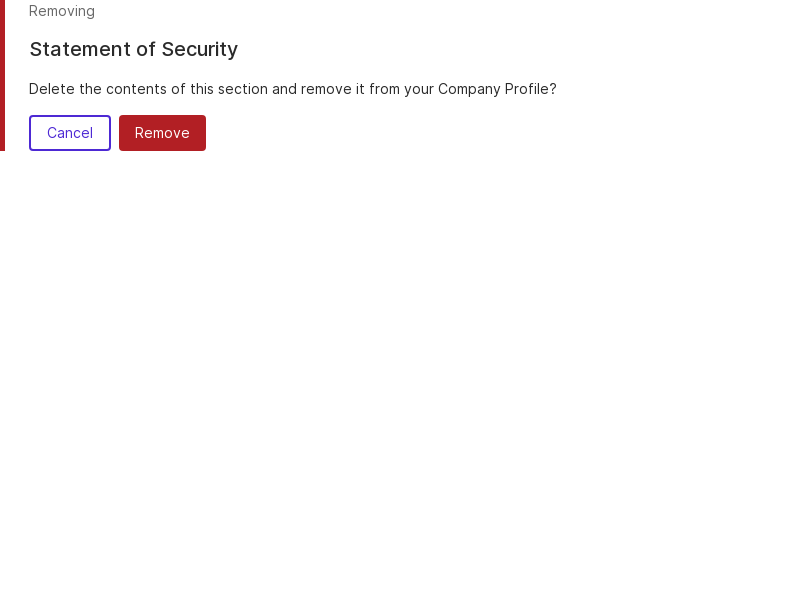 Removing
Statement of Security
Delete the contents of this section and remove it from your Company Profile?
Cancel
Remove